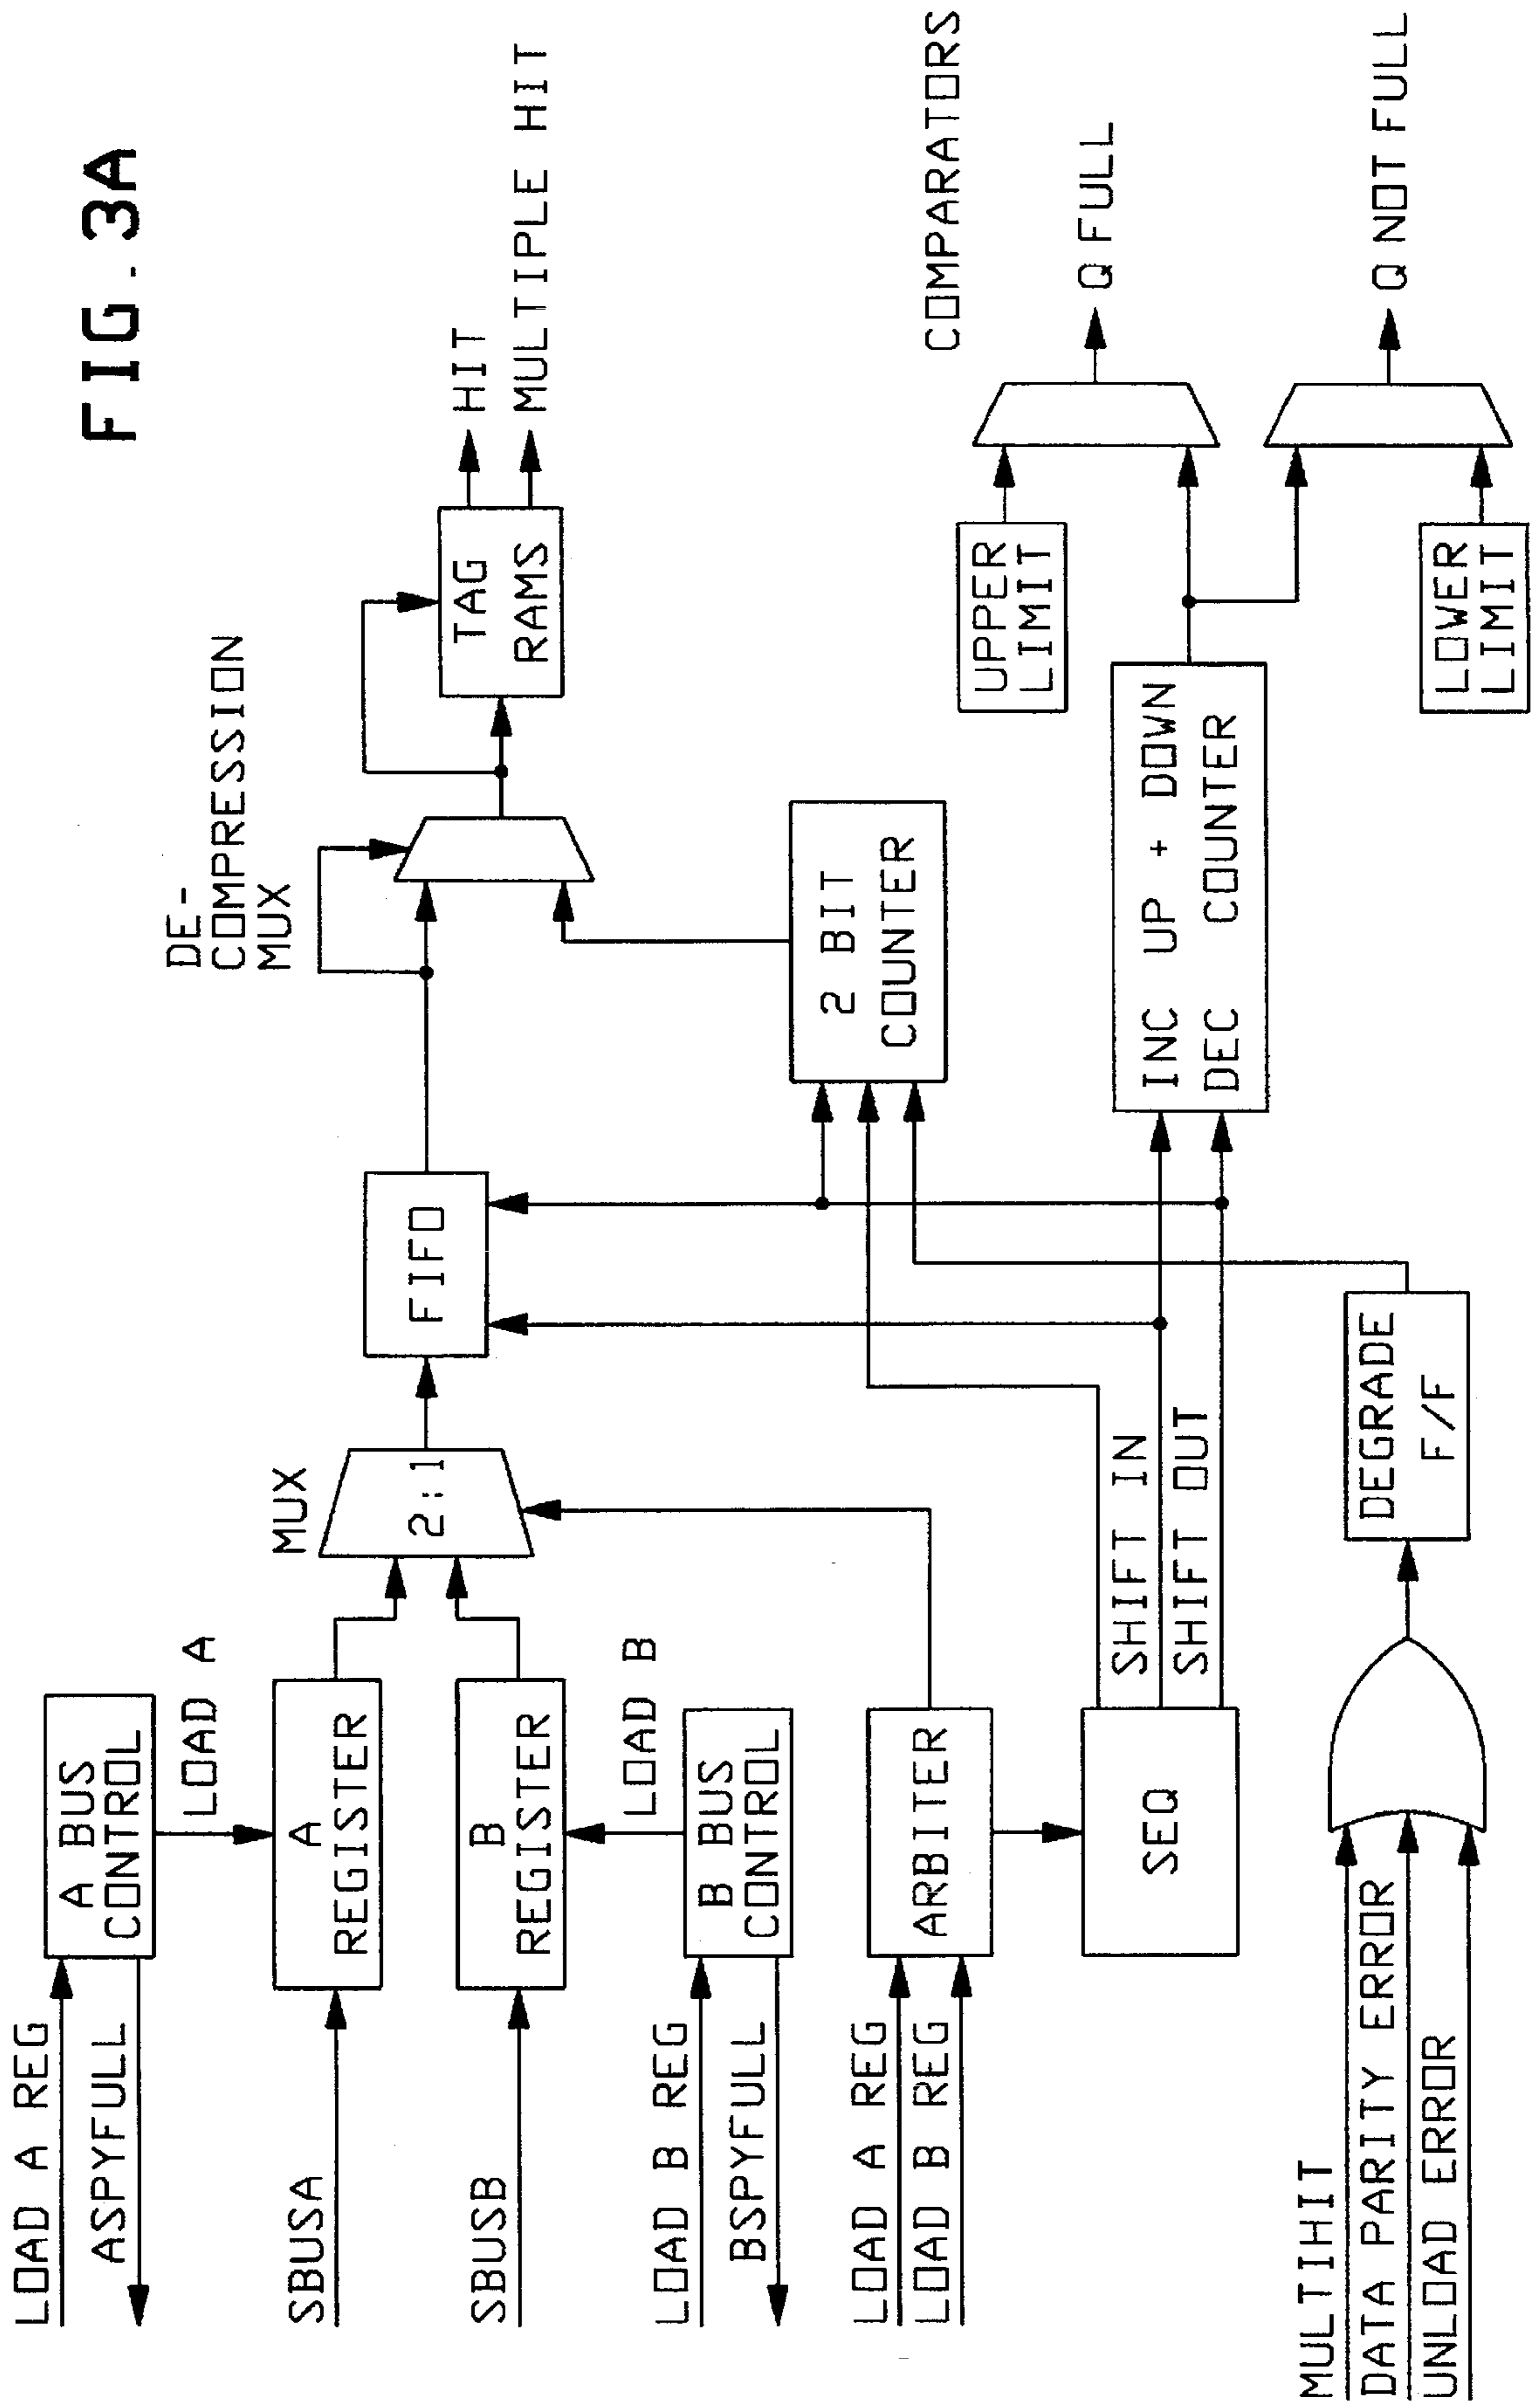 FIG. 3A
LOAD A REG
ASPYFULL
A BUS
CONTROL
LOAD A
SBUSA
A
REGISTER
SBUSB
B
REGISTER
LOAD B
LOAD B REG
BSPYFULL
B BUS
CONTROL
MUX
2:1
FIFO
DE-
COMPRESSION
MUX
TAG
RAMS
HIT
MULTIPLE HIT
LOAD A REG
LOAD B REG
ARBITER
SEQ
SHIFT IN
SHIFT OUT
2 BIT
COUNTER
INC UP + DOWN
DEC COUNTER
UPPER
LIMIT
LOWER
LIMIT
COMPARATORS
Q FULL
Q NOT FULL
MULTIHIT
DATA PARITY ERROR
UNLOAD ERROR
DEGRADE
F/F